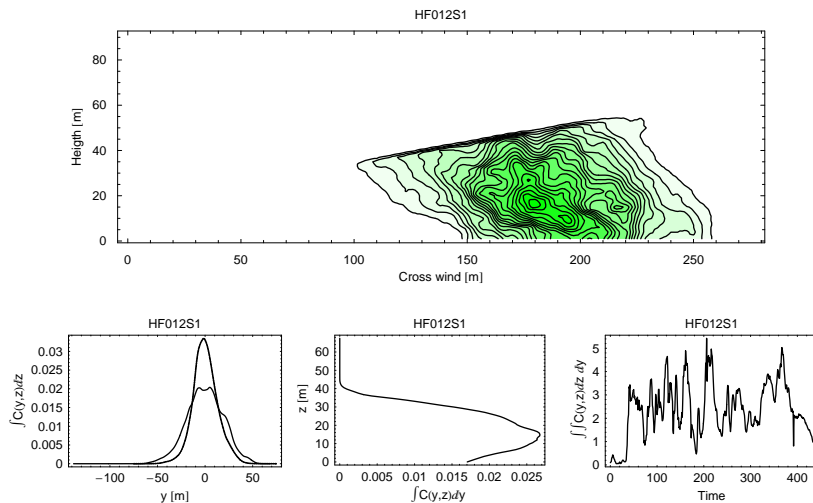 HF012S1
Heigth [m]
80
60
40
20
0
0 50 100 150 200 250
Cross wind [m]
HF012S1
∫C(y,z)dz
0.03
0.025
0.02
0.015
0.01
0.005
0
−100 −50 0 50
y [m]
HF012S1
z [m]
60
50
40
30
20
10
0
0 0.005 0.01 0.015 0.02 0.025
∫C(y,z)dy
HF012S1
∫∫C(y,z)dz dy
5
4
3
2
1
0
0 100 200 300 400
Time